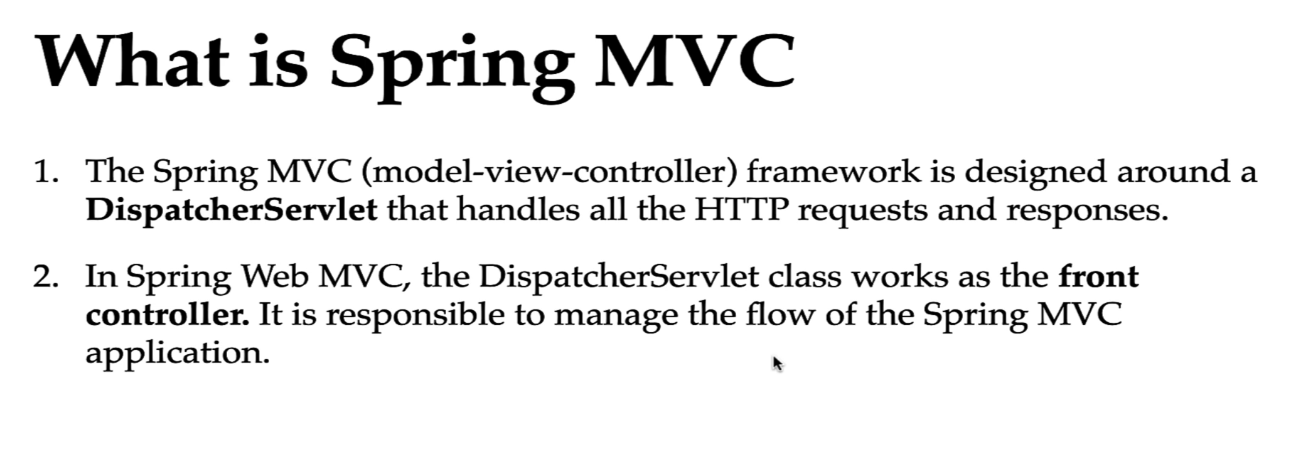 What is Spring MVC
1. The Spring MVC (model-view-controller) framework is designed around a
DispatcherServlet that handles all the HTTP requests and responses.
2. In Spring Web MVC, the DispatcherServlet class works as the front
controller. It is responsible to manage the flow of the Spring MVC
application.